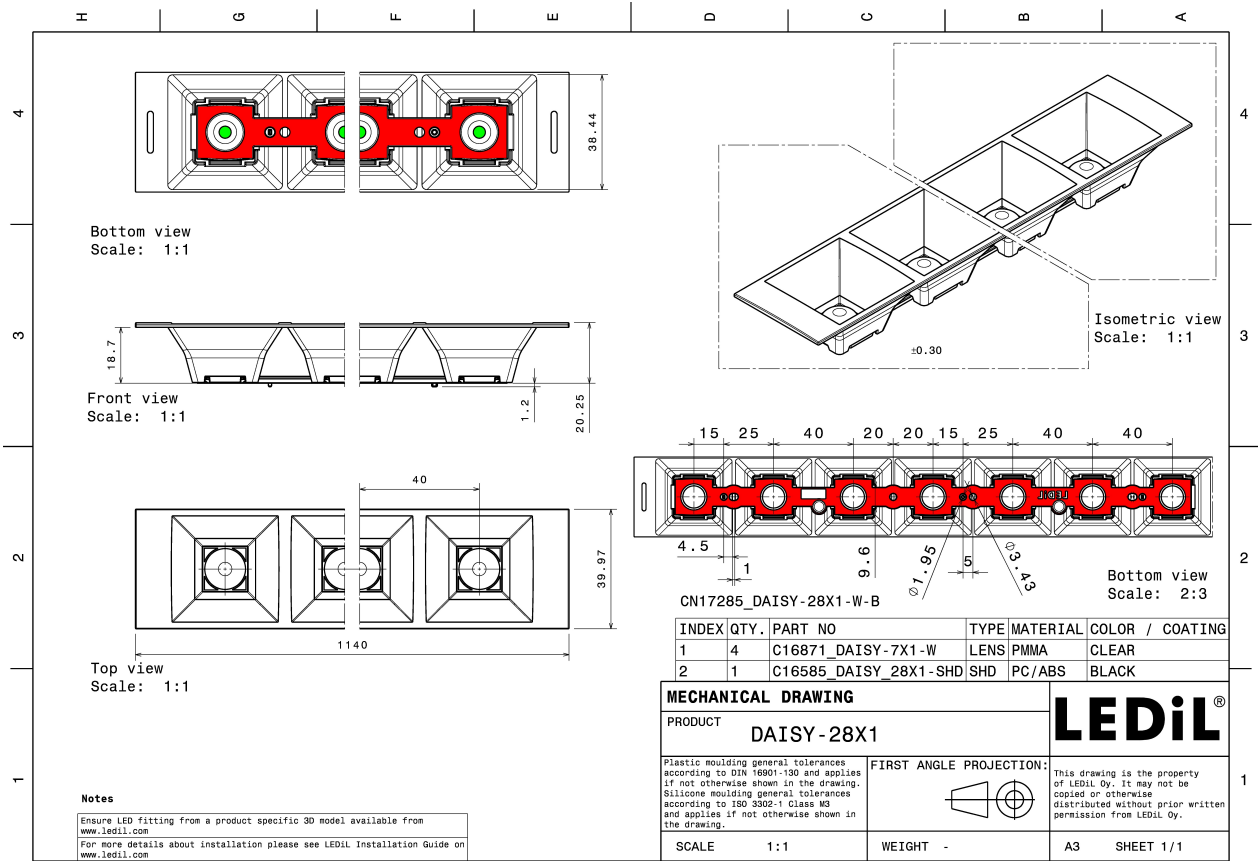 H G F E D C B A
4
4
38.44
Bottom view
Scale: 1:1
3
3
18.7
1.2
20.25
Front view
Scale: 1:1
±0.30
Isometric view
Scale: 1:1
15 25 40 20 20 15 25 40 40
LEDiL
4.5
1
9.6
⌀1.95
5
⌀3.43
Bottom view
Scale: 2:3
2
2
40
39.97
1140
Top view
Scale: 1:1
CN17285_DAISY-28X1-W-B
INDEX QTY. PART NO TYPE MATERIAL COLOR / COATING
1 4 C16871_DAISY-7X1-W LENS PMMA CLEAR
2 1 C16585_DAISY_28X1-SHD SHD PC/ABS BLACK
MECHANICAL DRAWING
LEDiL®
PRODUCT
DAISY-28X1
Plastic moulding general tolerances
according to DIN 16901-130 and applies
if not otherwise shown in the drawing.
Silicone moulding general tolerances
according to ISO 3302-1 Class M3
and applies if not otherwise shown in
the drawing.
FIRST ANGLE PROJECTION:
This drawing is the property
of LEDiL Oy. It may not be
copied or otherwise
distributed without prior written
permission from LEDiL Oy.
SCALE 1:1 WEIGHT - A3 SHEET 1/1
1
1
Notes
Ensure LED fitting from a product specific 3D model available from
www.ledil.com
For more details about installation please see LEDiL Installation Guide on
www.ledil.com